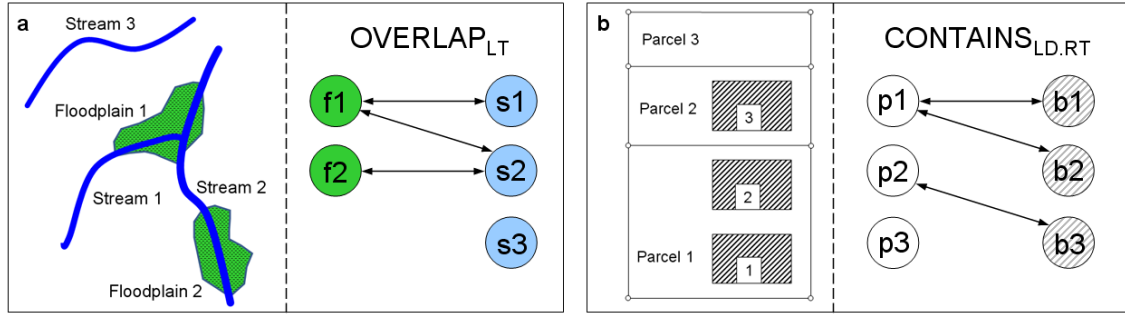 a
Stream 3
Floodplain 1
Stream 1
Stream 2
Floodplain 2
OVERLAP_LT
f1
s1
f2
s2
s3
b
Parcel 3
Parcel 2
3
2
Parcel 1
1
CONTAINS_LD.RT
p1
b1
p2
b2
p3
b3